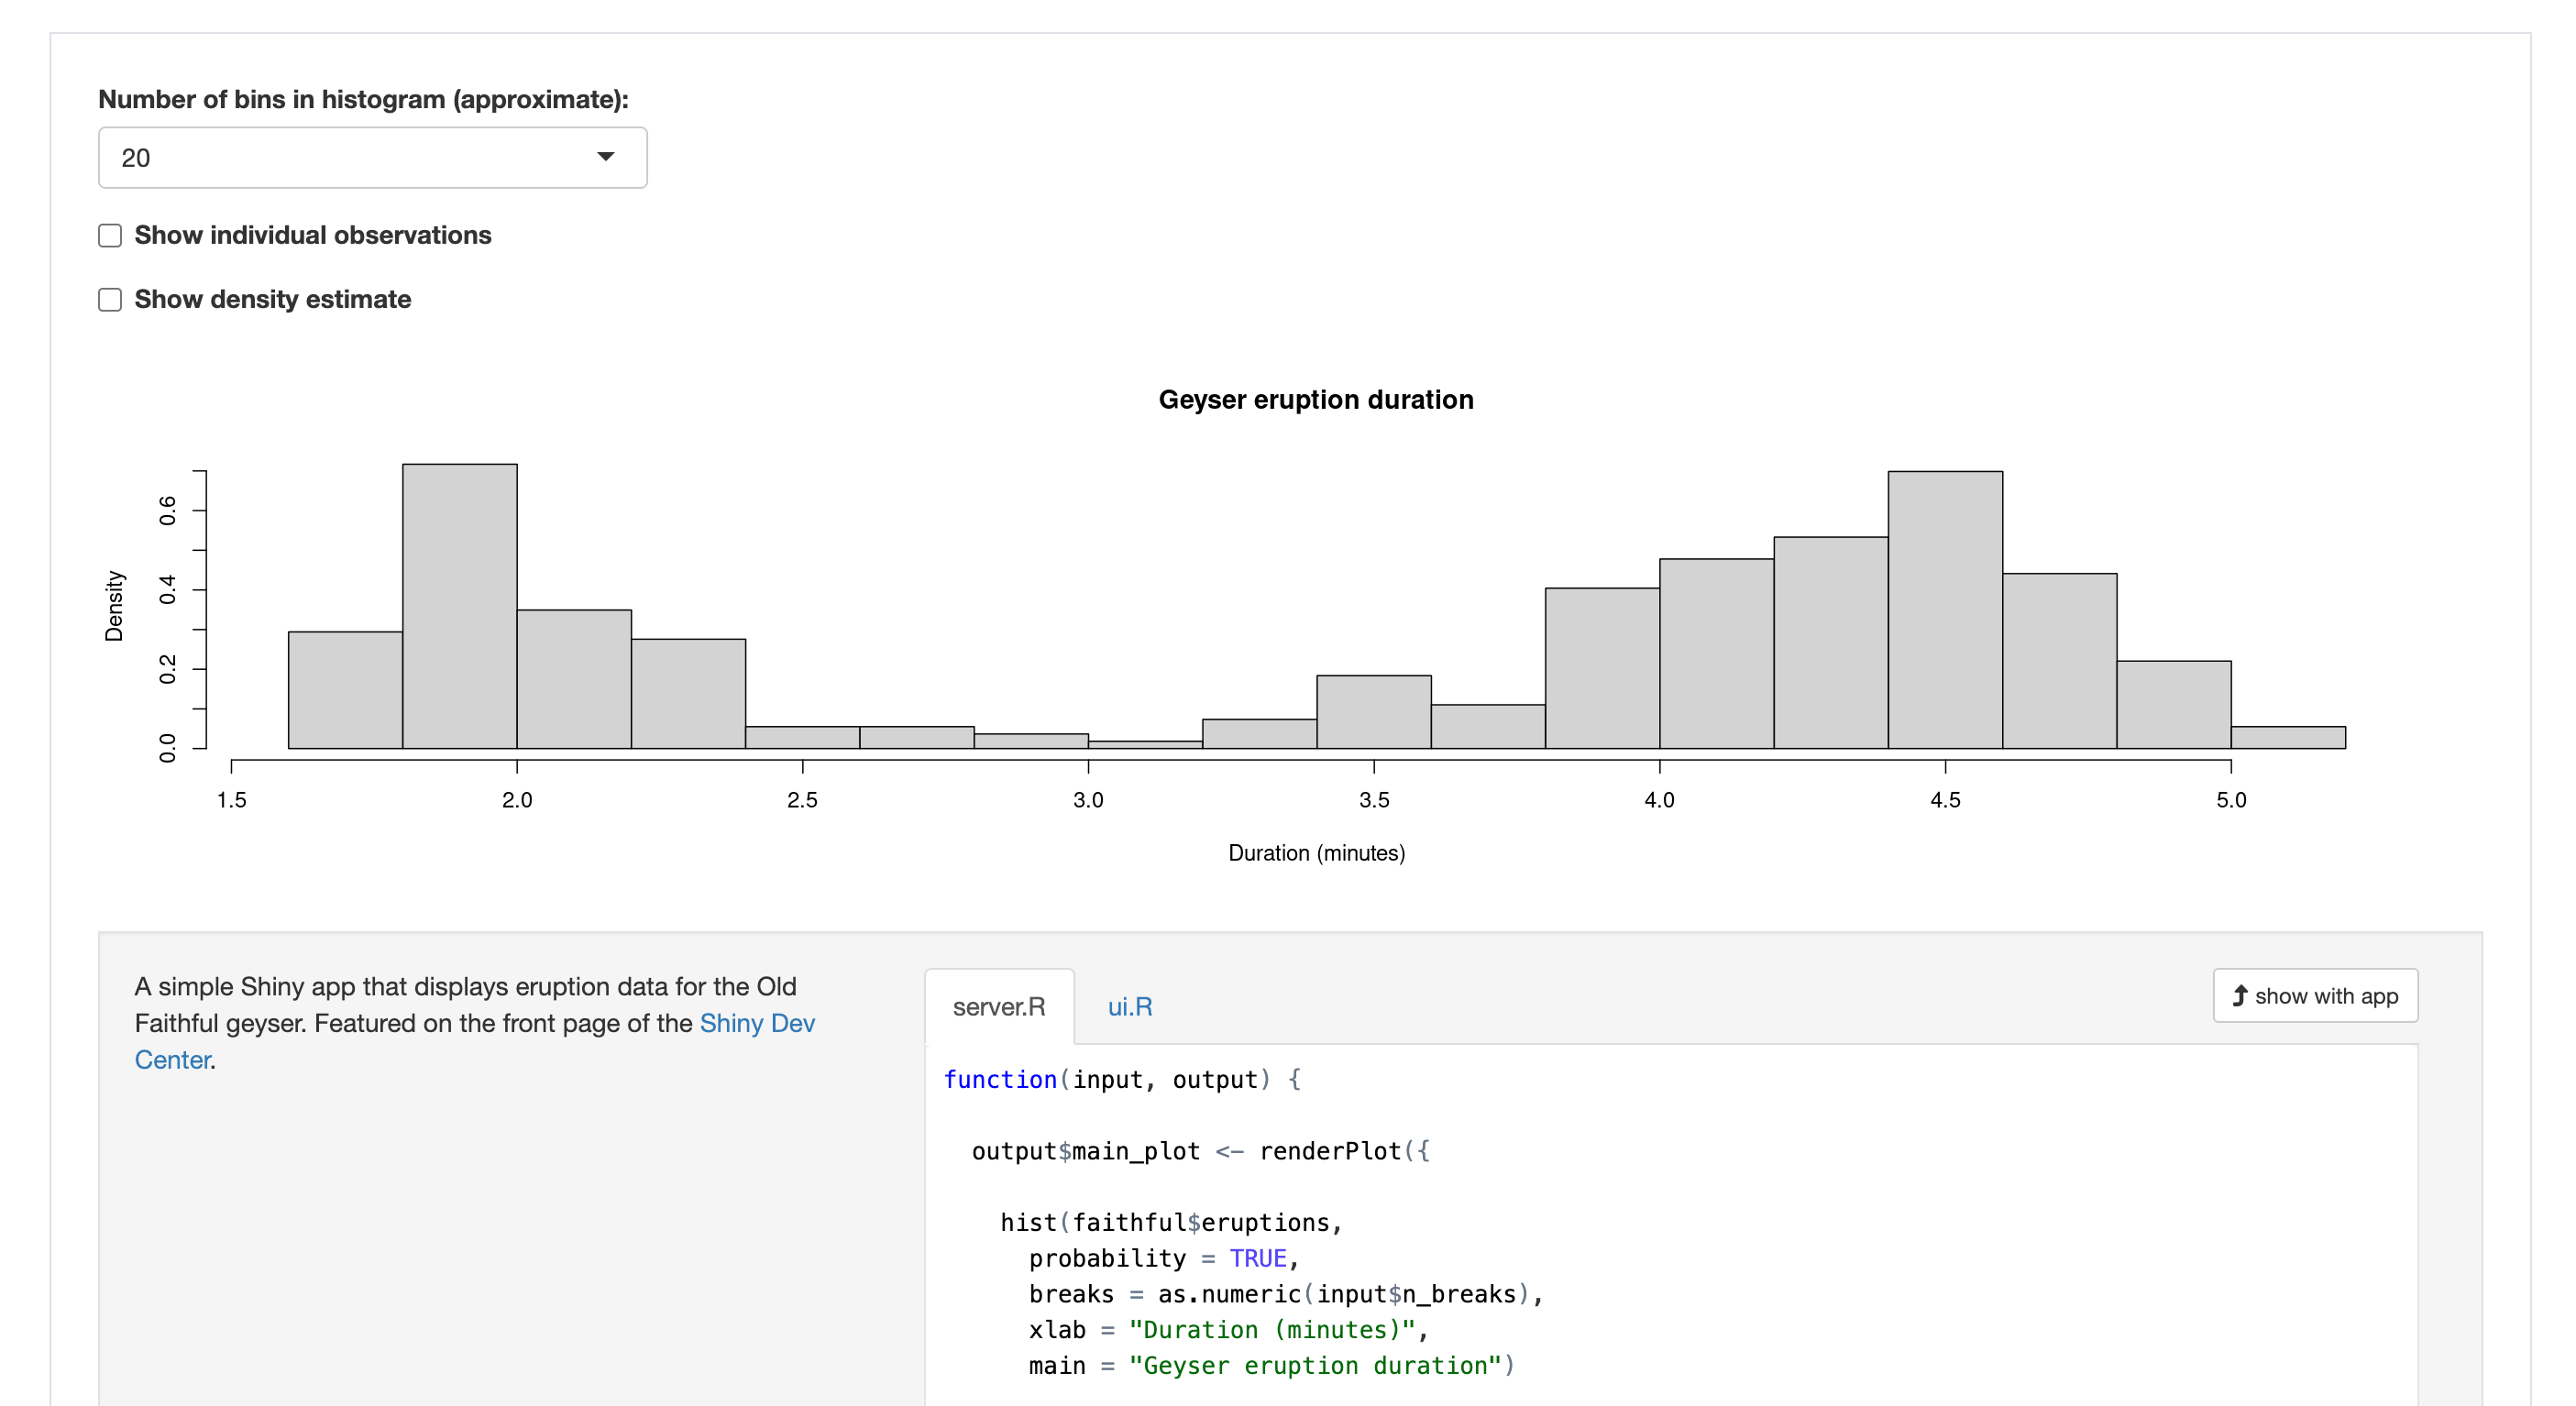 Number of bins in histogram (approximate):
20
Show individual observations
Show density estimate
Geyser eruption duration
Density
0.0
0.2
0.4
0.6
1.5 2.0 2.5 3.0 3.5 4.0 4.5 5.0
Duration (minutes)
A simple Shiny app that displays eruption data for the Old
Faithful geyser. Featured on the front page of the Shiny Dev
Center.
server.R ui.R
show with app
function(input, output) {
  output$main_plot <- renderPlot({
    hist(faithful$eruptions,
      probability = TRUE,
      breaks = as.numeric(input$n_breaks),
      xlab = "Duration (minutes)",
      main = "Geyser eruption duration")